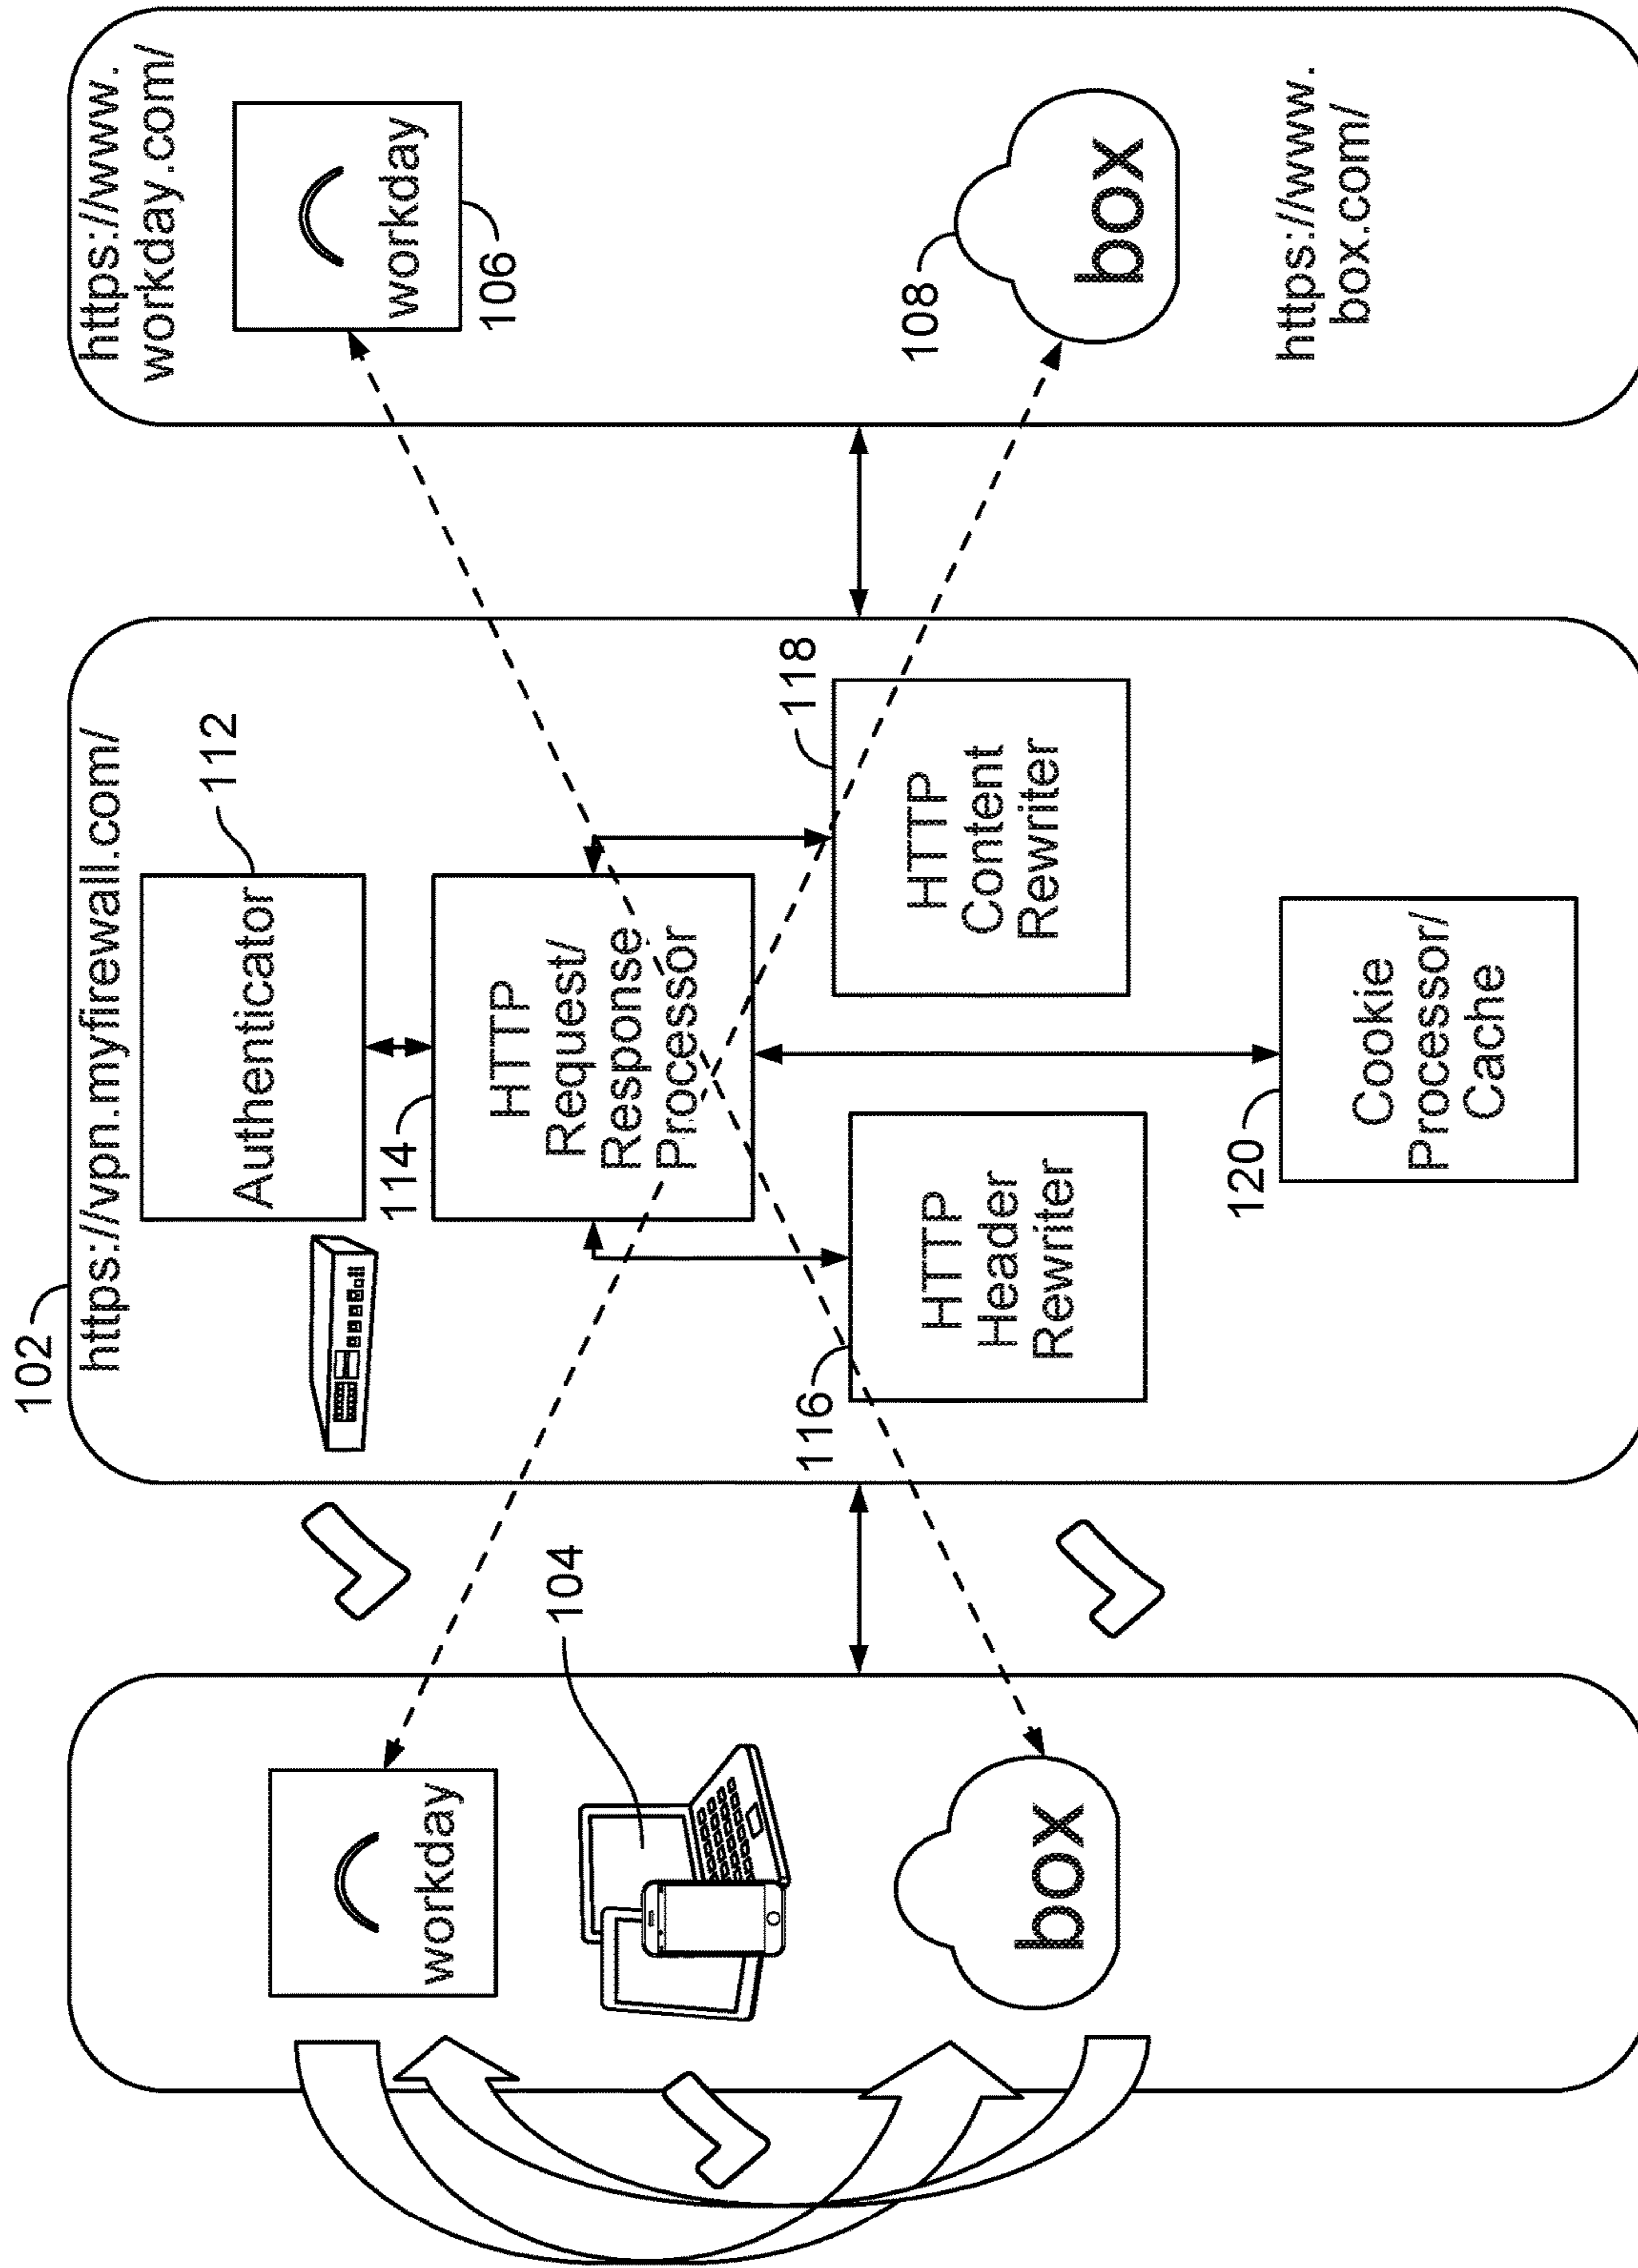 102
https://vpn.myfirewall.com/
Authenticator
112
114
HTTP
Request/
Response
Processor
116
HTTP
Header
Rewriter
118
HTTP
Content
Rewriter
120
Cookie
Processor/
Cache
workday
104
box
https://www.
workday.com/
workday
106
108
box
https://www.
box.com/